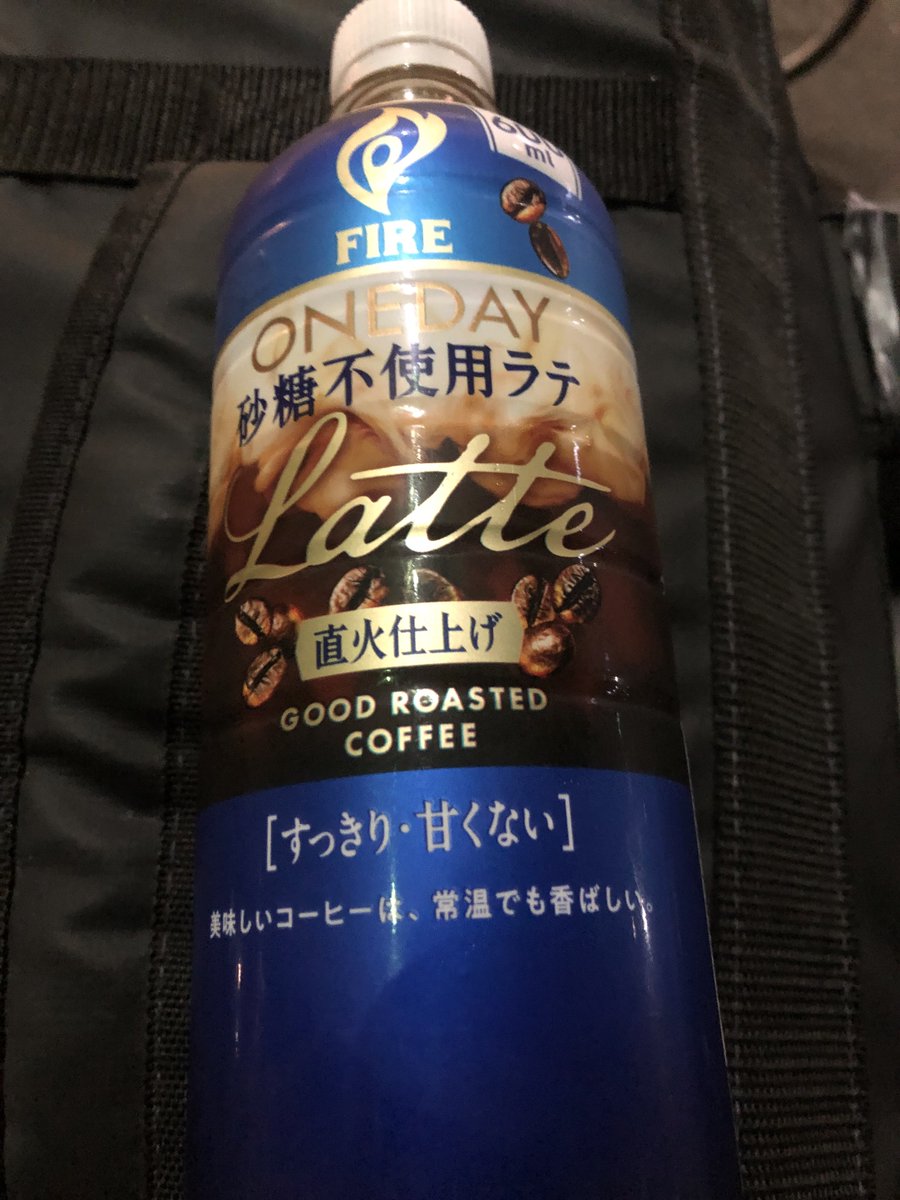 600
ml
FIRE
ONEDAY
砂糖不使用ラテ
Latte
直火仕上げ
GOOD ROASTED
COFFEE
[すっきり・甘くない]
美味しいコーヒーは、常温でも香ばしい。